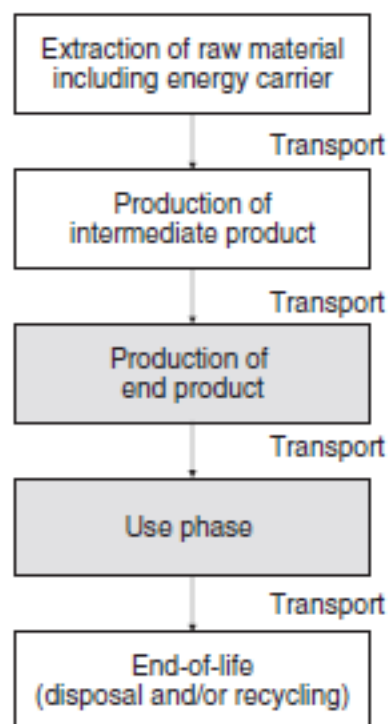 Extraction of raw material
including energy carrier
Transport
Production of
intermediate product
Transport
Production of
end product
Transport
Use phase
Transport
End-of-life
(disposal and/or recycling)